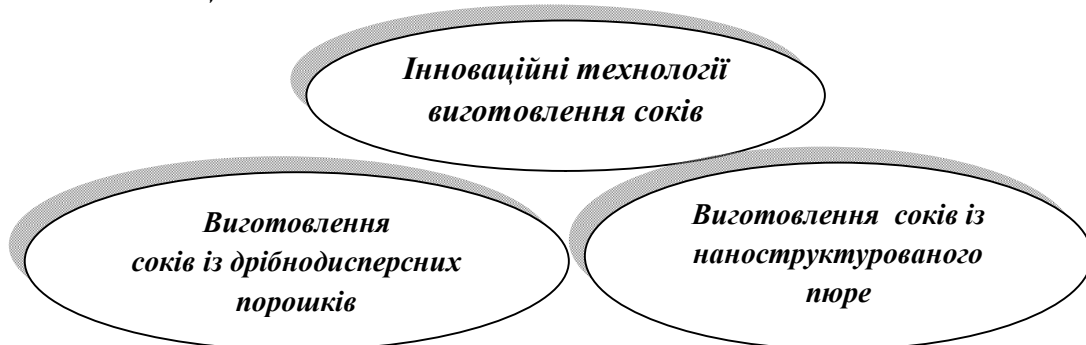 Інноваційні технології
виготовлення соків
Виготовлення
соків із дрібнодисперсних
порошків
Виготовлення соків із
наноструктурованого
пюре